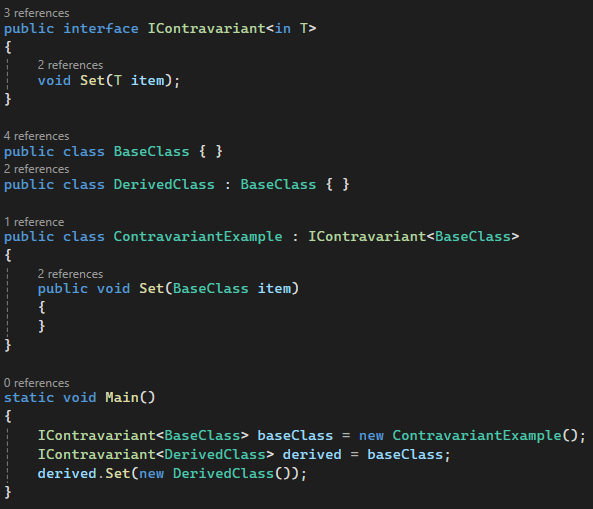 3 references
public interface IContravariant<in T>
{
2 references
void Set(T item);
}
4 references
public class BaseClass { }
2 references
public class DerivedClass : BaseClass { }
1 reference
public class ContravariantExample : IContravariant<BaseClass>
{
2 references
public void Set(BaseClass item)
{
}
}
0 references
static void Main()
{
IContravariant<BaseClass> baseClass = new ContravariantExample();
IContravariant<DerivedClass> derived = baseClass;
derived.Set(new DerivedClass());
}